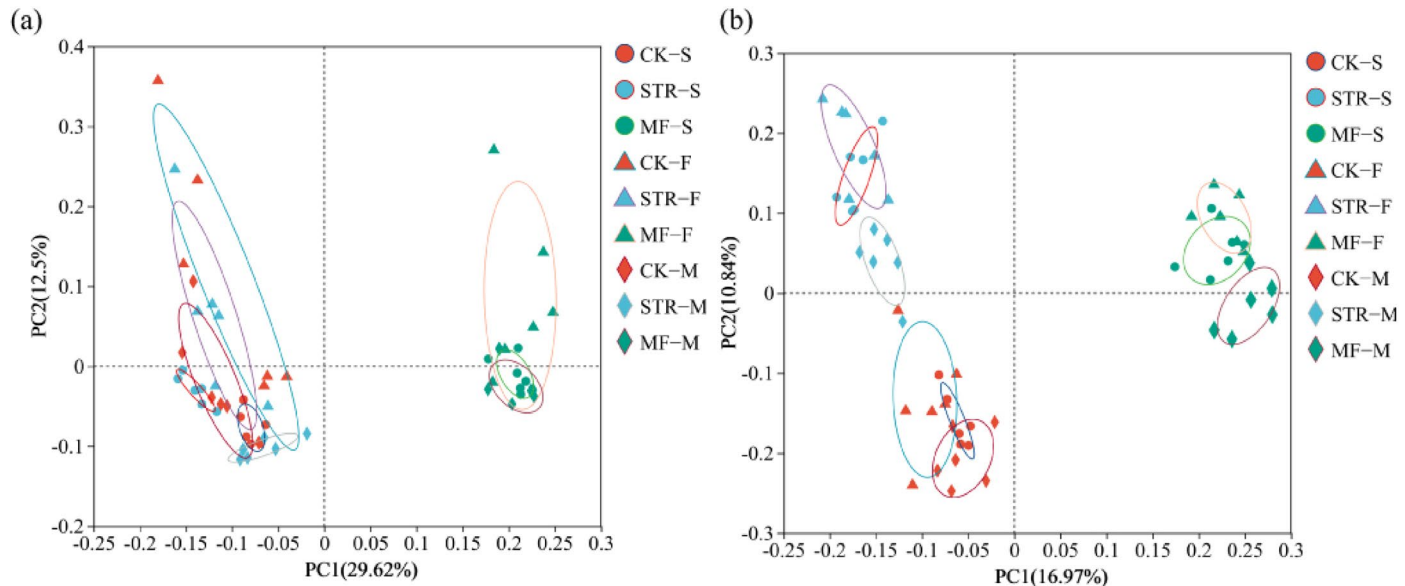 (a)
0.4
0.3
0.2
0.1
0
-0.1
-0.2
PC2(12.5%)
-0.25 -0.2 -0.15 -0.1 -0.05 0 0.05 0.1 0.15 0.2 0.25 0.3
PC1(29.62%)
CK−S
STR−S
MF−S
CK−F
STR−F
MF−F
CK−M
STR−M
MF−M
(b)
0.3
0.2
0.1
0
-0.1
-0.2
-0.3
PC2(10.84%)
-0.25 -0.2 -0.15 -0.1 -0.05 0 0.05 0.1 0.15 0.2 0.25 0.3
PC1(16.97%)
CK−S
STR−S
MF−S
CK−F
STR−F
MF−F
CK−M
STR−M
MF−M